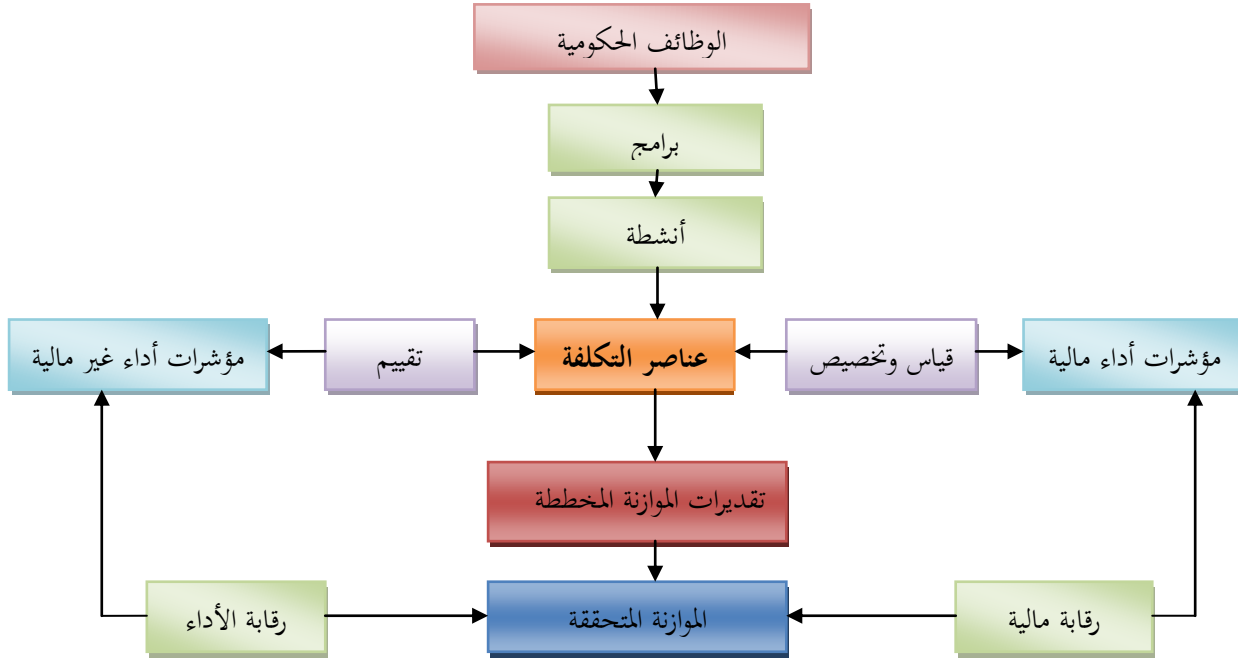 الوظائف الحكومية
برامج
أنشطة
مؤشرات أداء مالية
قياس وتخصيص
عناصر التكلفة
تقييم
مؤشرات أداء غير مالية
تقديرات الموازنة المخططة
رقابة مالية
الموازنة المتحققة
رقابة الأداء